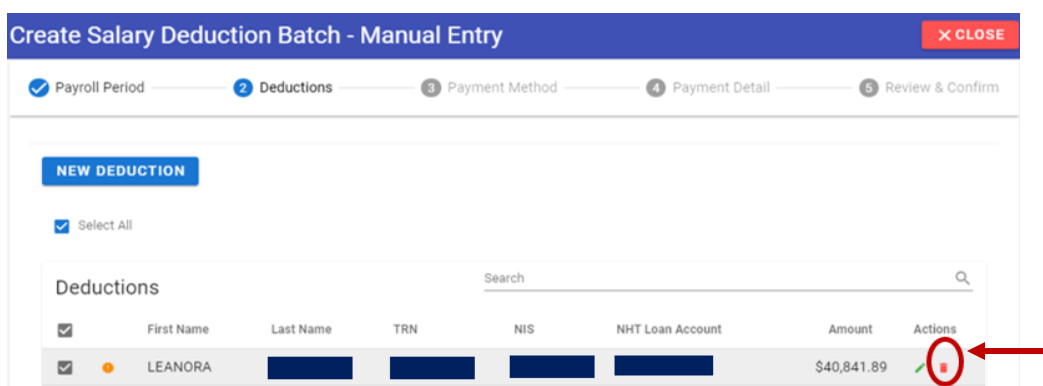 Create Salary Deduction Batch - Manual Entry
X CLOSE
Payroll Period 2 Deductions 3 Payment Method 4 Payment Detail 5 Review & Confirm
NEW DEDUCTION
Select All
Deductions Search
First Name Last Name TRN NIS NHT Loan Account Amount Actions
LEANORA $40,841.89